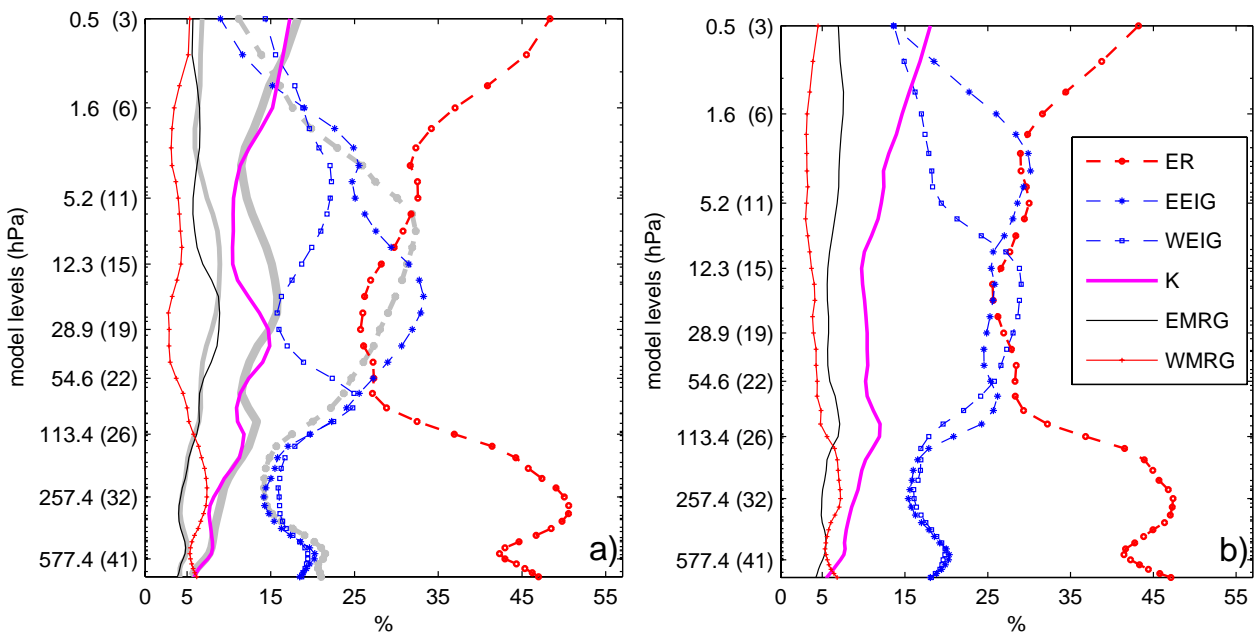 0.5 (3)
1.6 (6)
5.2 (11)
12.3 (15)
28.9 (19)
54.6 (22)
113.4 (26)
257.4 (32)
577.4 (41)
model levels (hPa)
0 5 15 25 35 45 55
%
a)
0.5 (3)
1.6 (6)
5.2 (11)
12.3 (15)
28.9 (19)
54.6 (22)
113.4 (26)
257.4 (32)
577.4 (41)
model levels (hPa)
0 5 15 25 35 45 55
%
b)
ER
EEIG
WEIG
K
EMRG
WMRG